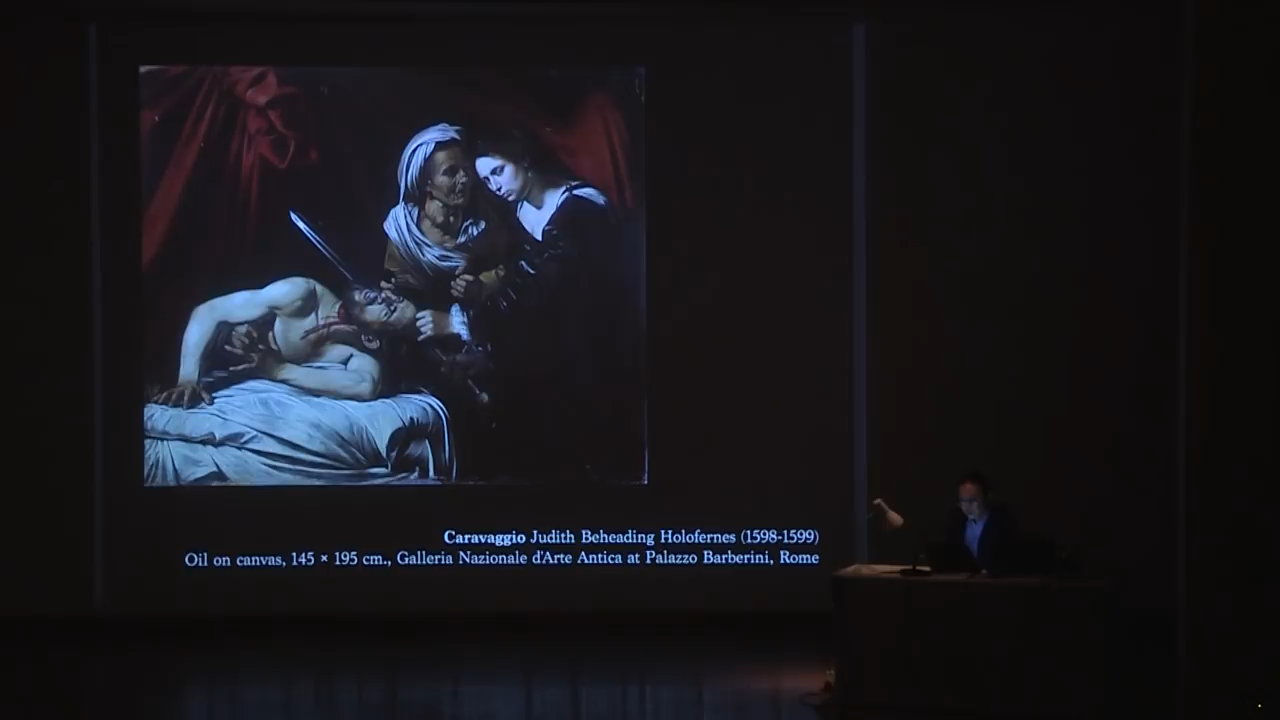 Caravaggio Judith Beheading Holofernes (1598-1599)
Oil on canvas, 145 × 195 cm., Galleria Nazionale d'Arte Antica at Palazzo Barberini, Rome